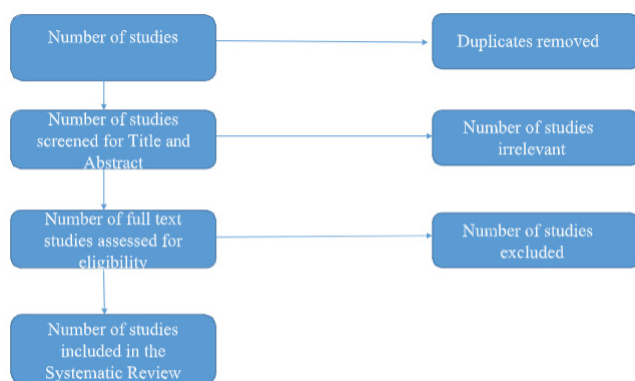 Number of studies
Duplicates removed
Number of studies
screened for Title and
Abstract
Number of studies
irrelevant
Number of full text
studies assessed for
eligibility
Number of studies
excluded
Number of studies
included in the
Systematic Review